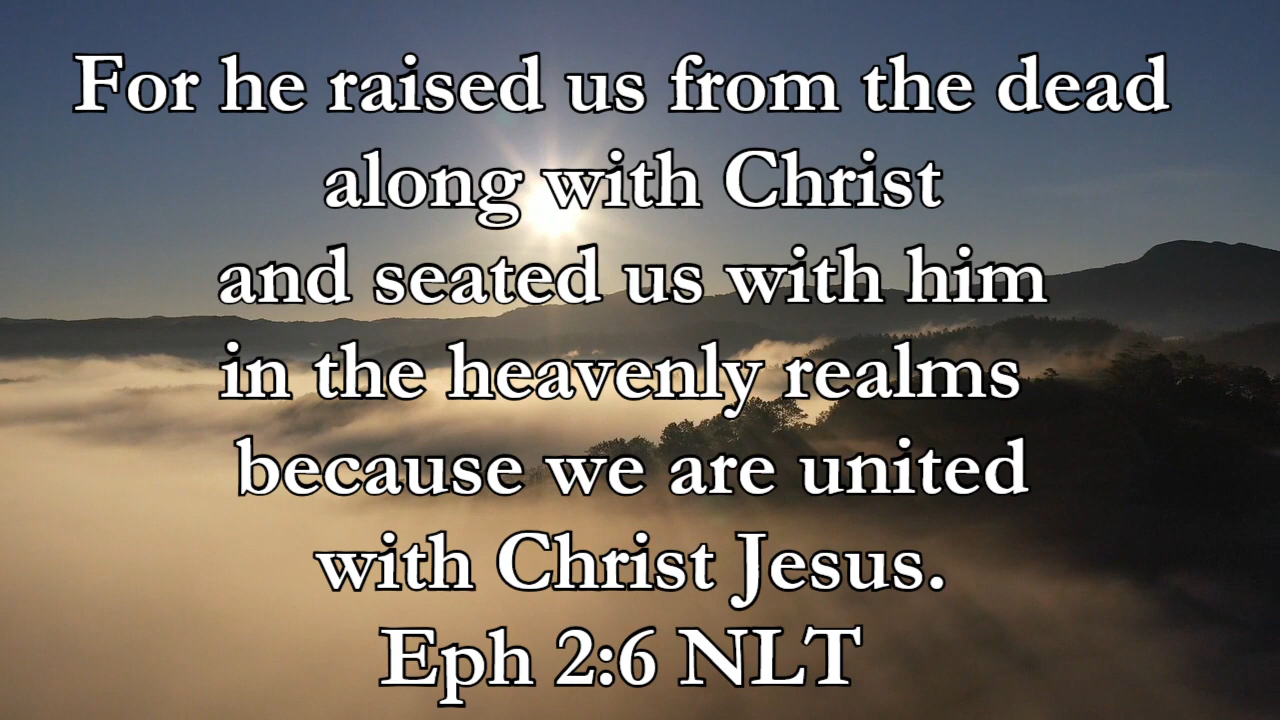 For he raised us from the dead
along with Christ
and seated us with him
in the heavenly realms
because we are united
with Christ Jesus.
Eph 2:6 NLT